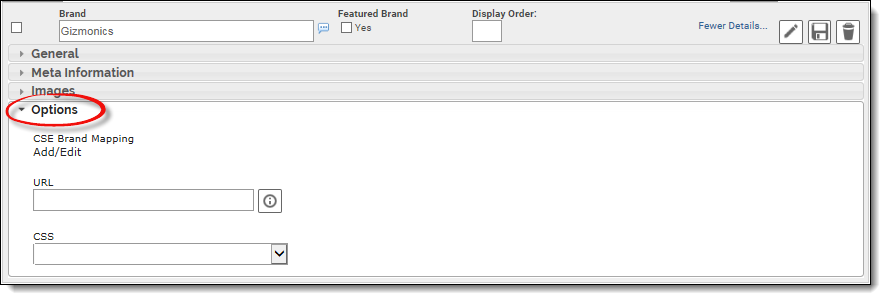 Brand Featured Brand Display Order:
Gizmonics Yes Fewer Details...
General
Meta Information
Images
Options
CSE Brand Mapping
Add/Edit
URL
CSS